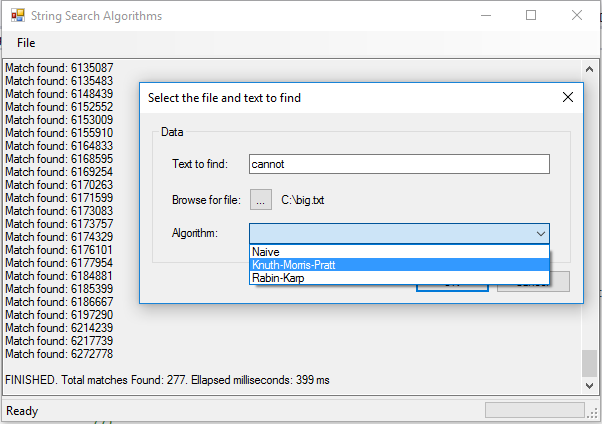 String Search Algorithms
File
Match found: 6135087
Match found: 6135483
Match found: 6148439
Match found: 6152552
Match found: 6153009
Match found: 6155910
Match found: 6164833
Match found: 6168595
Match found: 6169254
Match found: 6170263
Match found: 6171599
Match found: 6173083
Match found: 6173757
Match found: 6174329
Match found: 6176101
Match found: 6177954
Match found: 6184881
Match found: 6185399
Match found: 6186667
Match found: 6197290
Match found: 6214239
Match found: 6217739
Match found: 6272778
FINISHED. Total matches Found: 277. Ellapsed milliseconds: 399 ms
Ready
Select the file and text to find
Data
Text to find: cannot
Browse for file: ... C:\big.txt
Algorithm:
Naive
Knuth-Morris-Pratt
Rabin-Karp